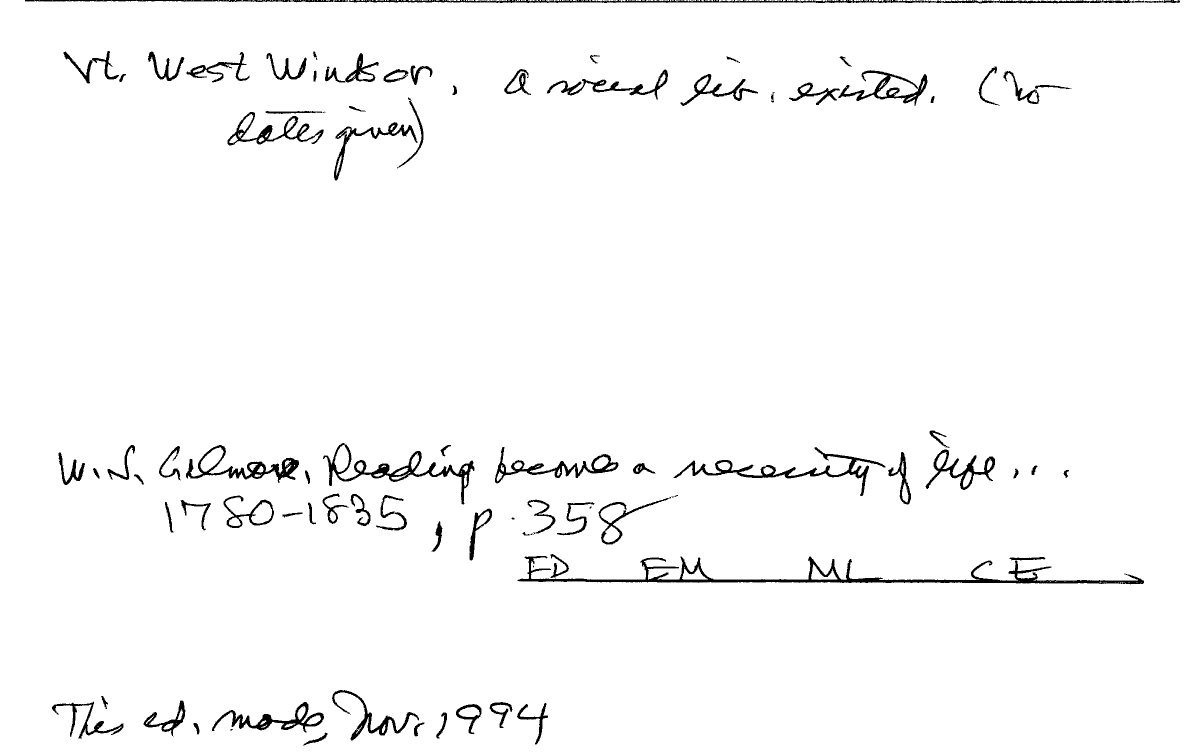 Vt. West Windsor, a social lib. existed. (no
dates given)
W.J. Gilmore, Reading becomes a necessity of life...
1780-1835, p. 358
ED EM ML CE
This cd. made, Nov. 1994